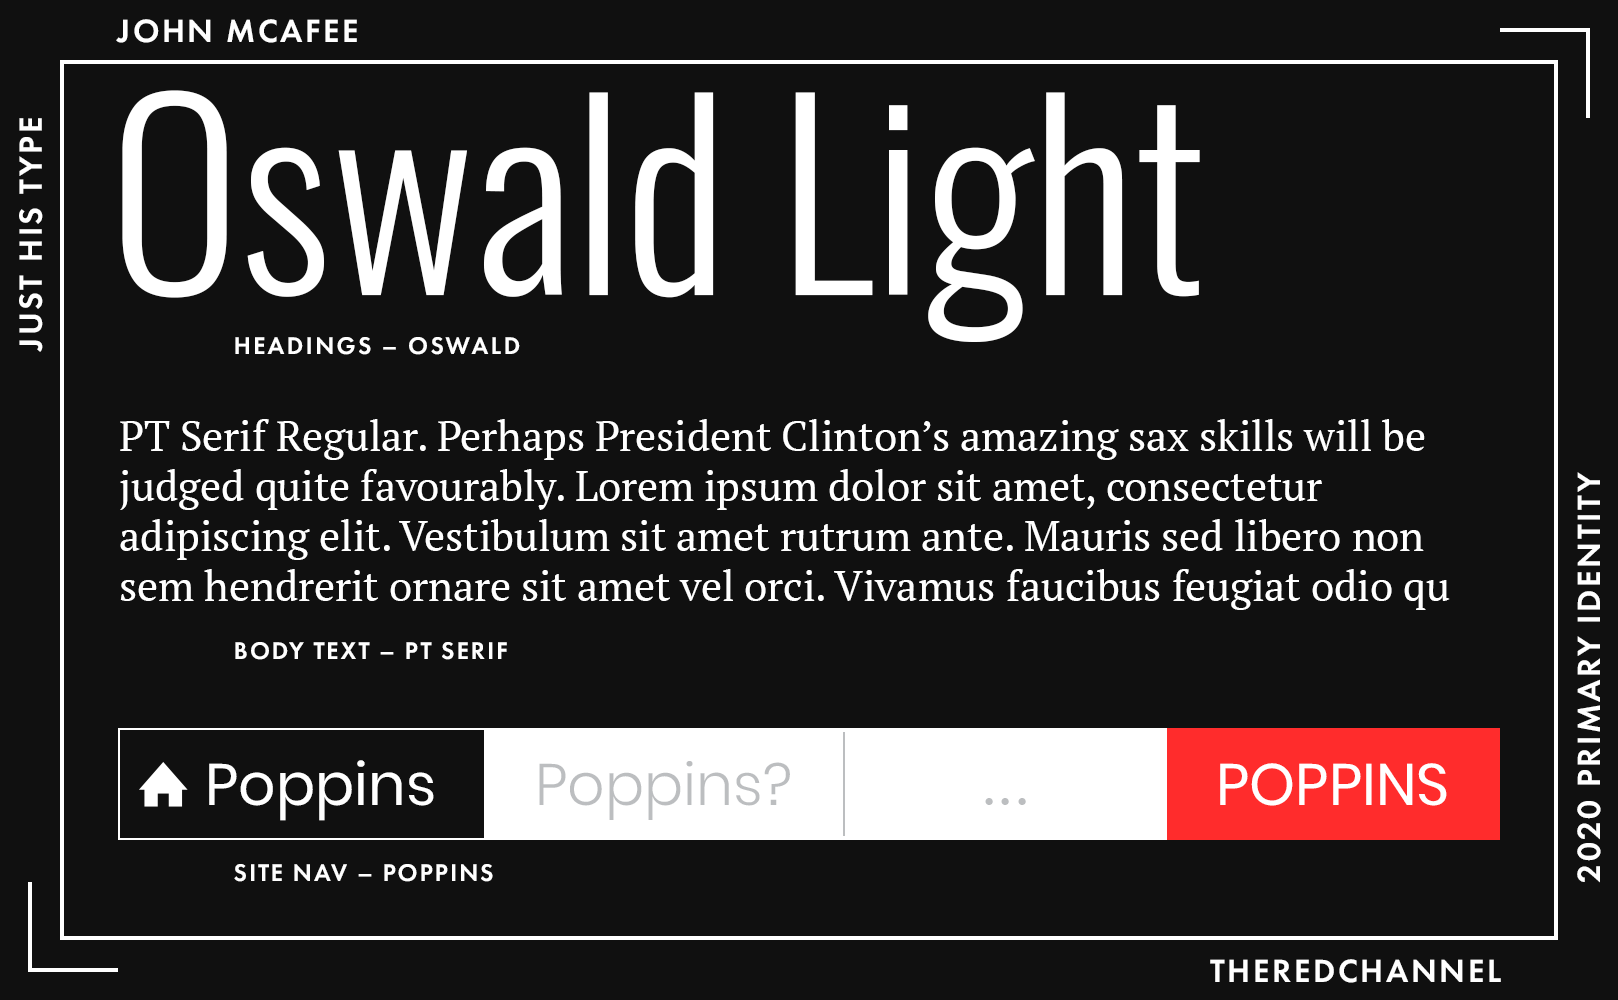 JOHN MCAFEE
JUST HIS TYPE
Oswald Light
HEADINGS – OSWALD
PT Serif Regular. Perhaps President Clinton’s amazing sax skills will be
judged quite favourably. Lorem ipsum dolor sit amet, consectetur
adipiscing elit. Vestibulum sit amet rutrum ante. Mauris sed libero non
sem hendrerit ornare sit amet vel orci. Vivamus faucibus feugiat odio qu
BODY TEXT – PT SERIF
Poppins Poppins? ... POPPINS
SITE NAV – POPPINS
2020 PRIMARY IDENTITY
THEREDCHANNEL